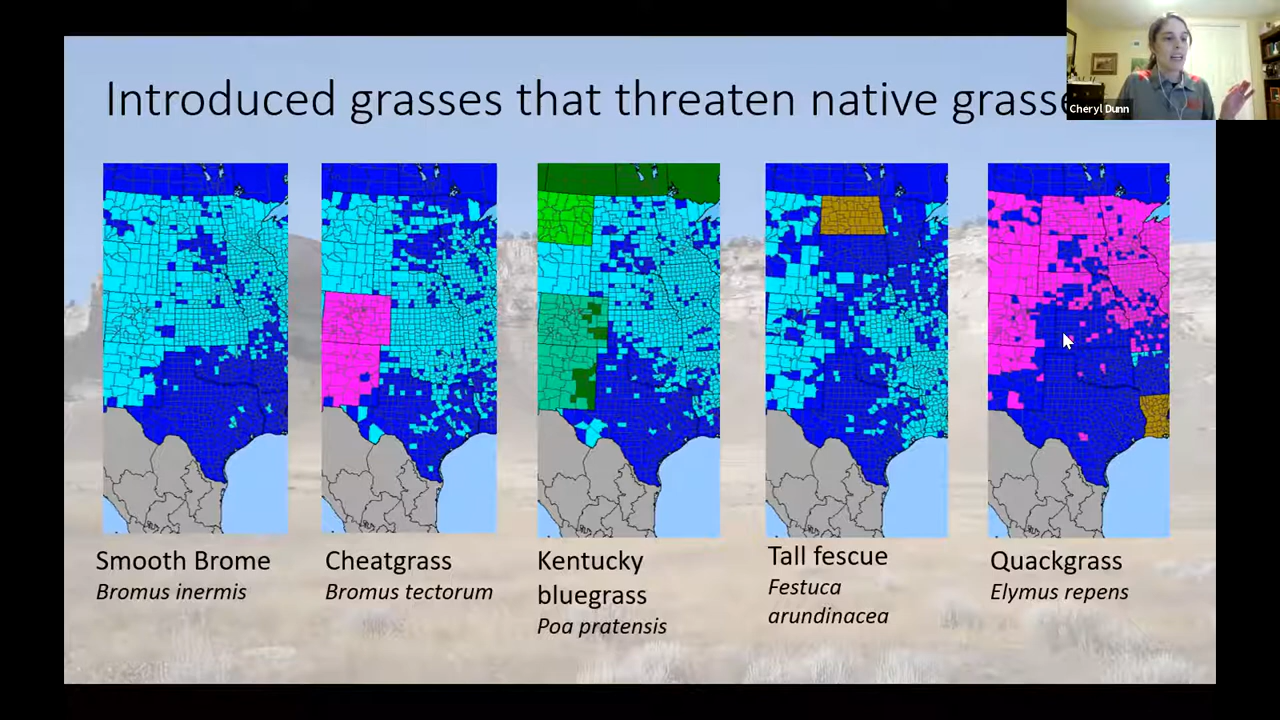 Introduced grasses that threaten native grasse
Cheryl Dunn
Smooth Brome
Bromus inermis
Cheatgrass
Bromus tectorum
Kentucky
bluegrass
Poa pratensis
Tall fescue
Festuca
arundinacea
Quackgrass
Elymus repens